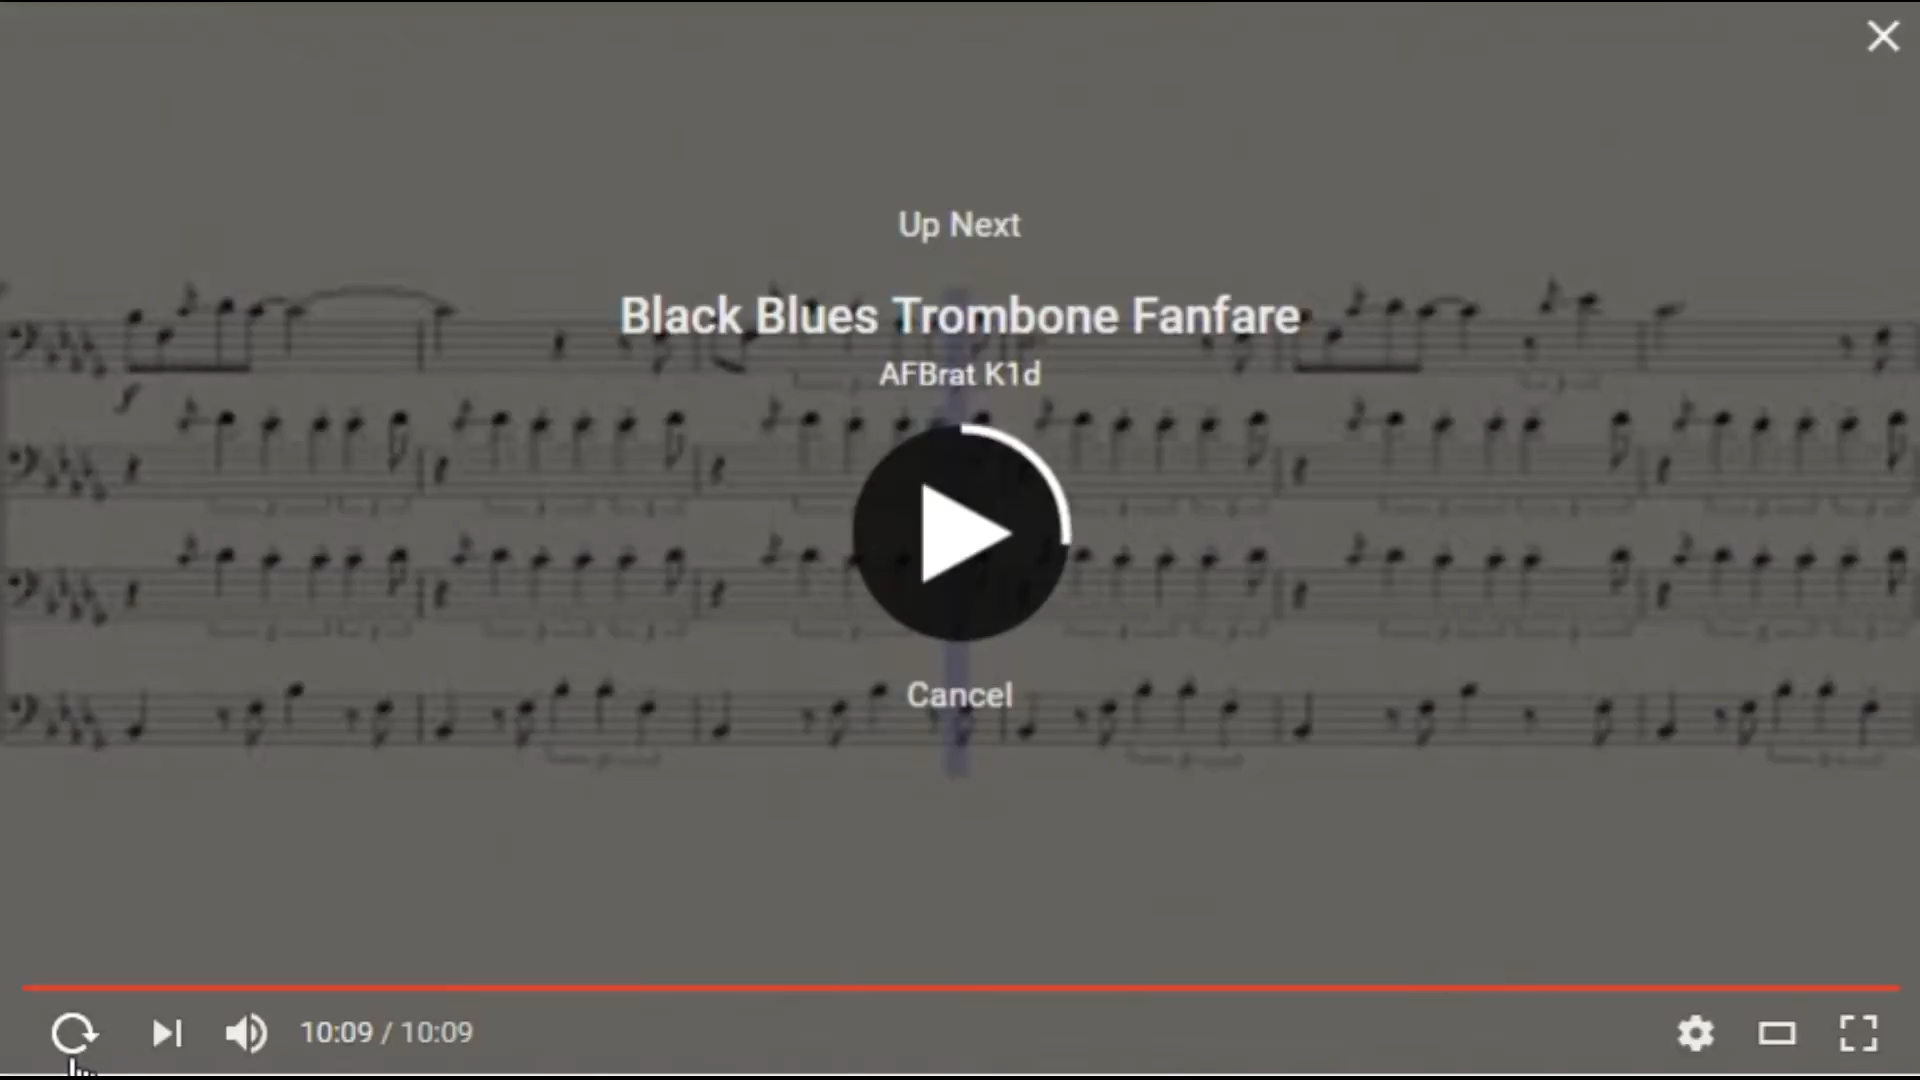 Up Next
Black Blues Trombone Fanfare
AFBrat K1d
Cancel
10:09 / 10:09